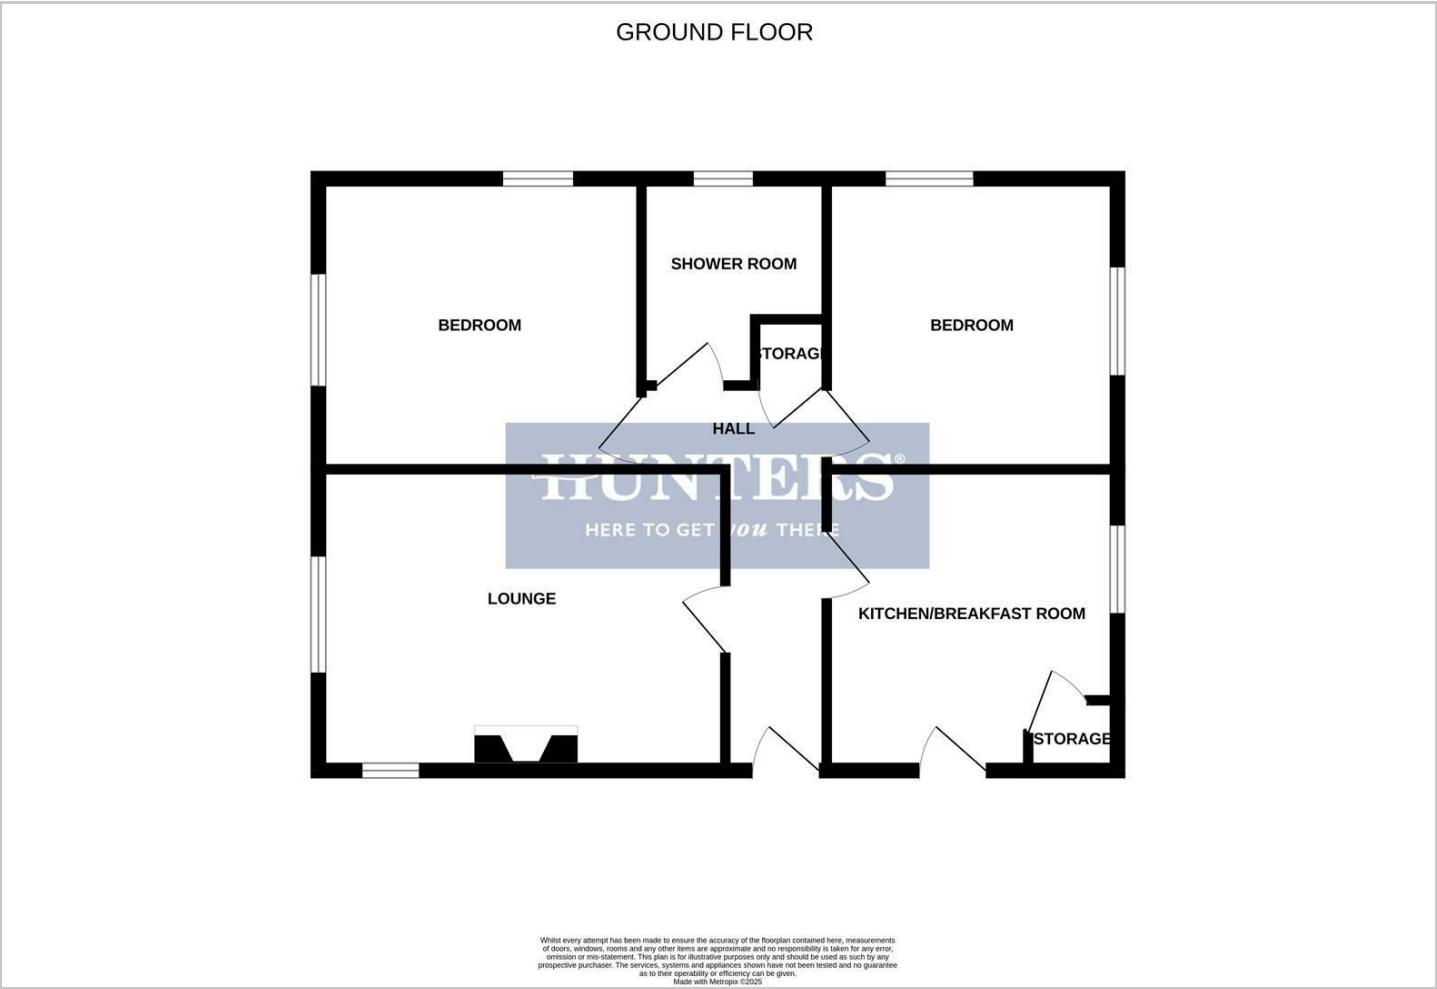 GROUND FLOOR
SHOWER ROOM
BEDROOM
BEDROOM
STORAGE
HALL
HUNTERS®
HERE TO GET you THERE
LOUNGE
KITCHEN/BREAKFAST ROOM
STORAGE
Whilst every attempt has been made to ensure the accuracy of the floorplan contained here, measurements
of doors, windows, rooms and any other items are approximate and no responsibility is taken for any error,
omission or mis-statement. This plan is for illustrative purposes only and should be used as such by any
prospective purchaser. The services, systems and appliances shown have not been tested and no guarantee
as to their operability or efficiency can be given.
Made with Metropix ©2025